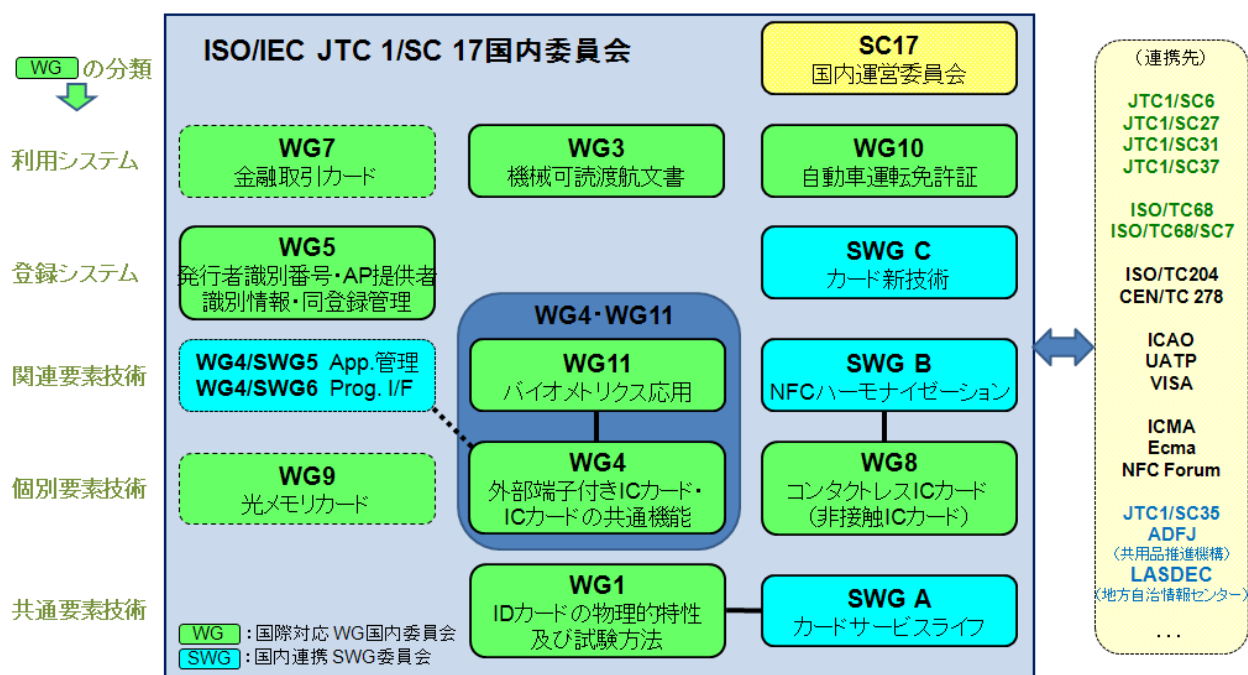 ISO/IEC JTC 1/SC 17国内委員会
SC17
国内運営委員会
WG の分類
利用システム
WG7
金融取引カード
WG3
機械可読渡航文書
WG10
自動車運転免許証
登録システム
WG5
発行者識別番号・AP提供者
識別情報・同登録管理
SWG C
カード新技術
WG4・WG11
関連要素技術
WG4/SWG5 App.管理
WG4/SWG6 Prog. I/F
WG11
バイオメトリクス応用
SWG B
NFCハーモナイゼーション
個別要素技術
WG9
光メモリカード
WG4
外部端子付きICカード・
ICカードの共通機能
WG8
コンタクトレスICカード
(非接触ICカード)
共通要素技術
WG1
IDカードの物理的特性
及び試験方法
SWG A
カードサービスライフ
WG :国際対応 WG国内委員会
SWG :国内連携 SWG委員会
(連携先)
JTC1/SC6
JTC1/SC27
JTC1/SC31
JTC1/SC37
ISO/TC68
ISO/TC68/SC7
ISO/TC204
CEN/TC 278
ICAO
UATP
VISA
ICMA
Ecma
NFC Forum
JTC1/SC35
ADFJ
(共用品推進機構)
LASDEC
(地方自治情報センター)
...